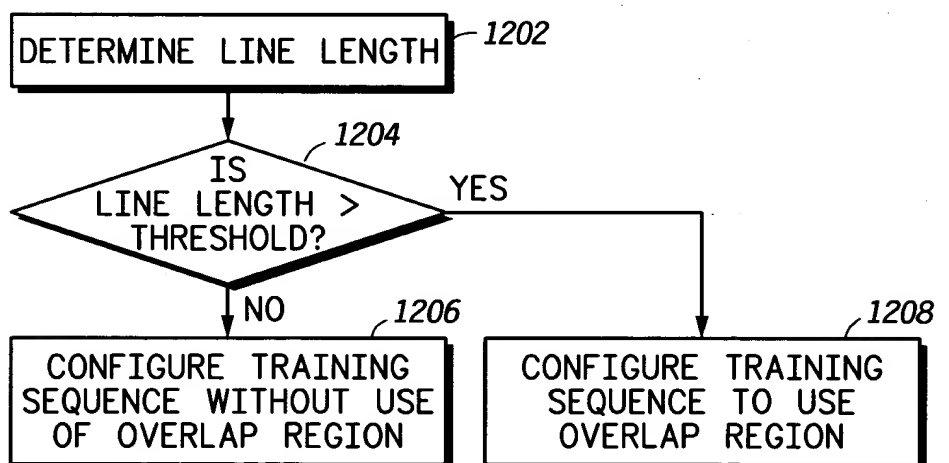 DETERMINE LINE LENGTH
1202
1204
IS
LINE LENGTH >
THRESHOLD?
YES
NO
1206
1208
CONFIGURE TRAINING
SEQUENCE WITHOUT USE
OF OVERLAP REGION
CONFIGURE TRAINING
SEQUENCE TO USE
OVERLAP REGION